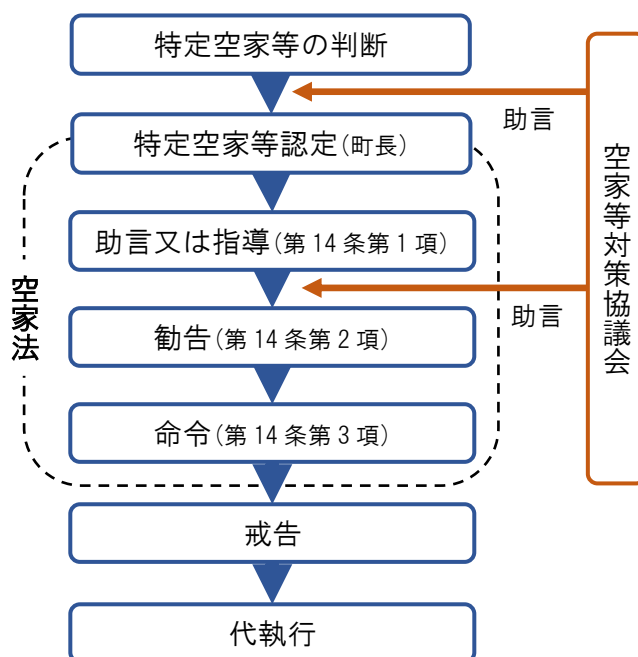 特定空家等の判断
助言
特定空家等認定(町長)
助言又は指導(第14条第1項)
助言
勧告(第14条第2項)
命令(第14条第3項)
戒告
代執行
空家法
空家等対策協議会